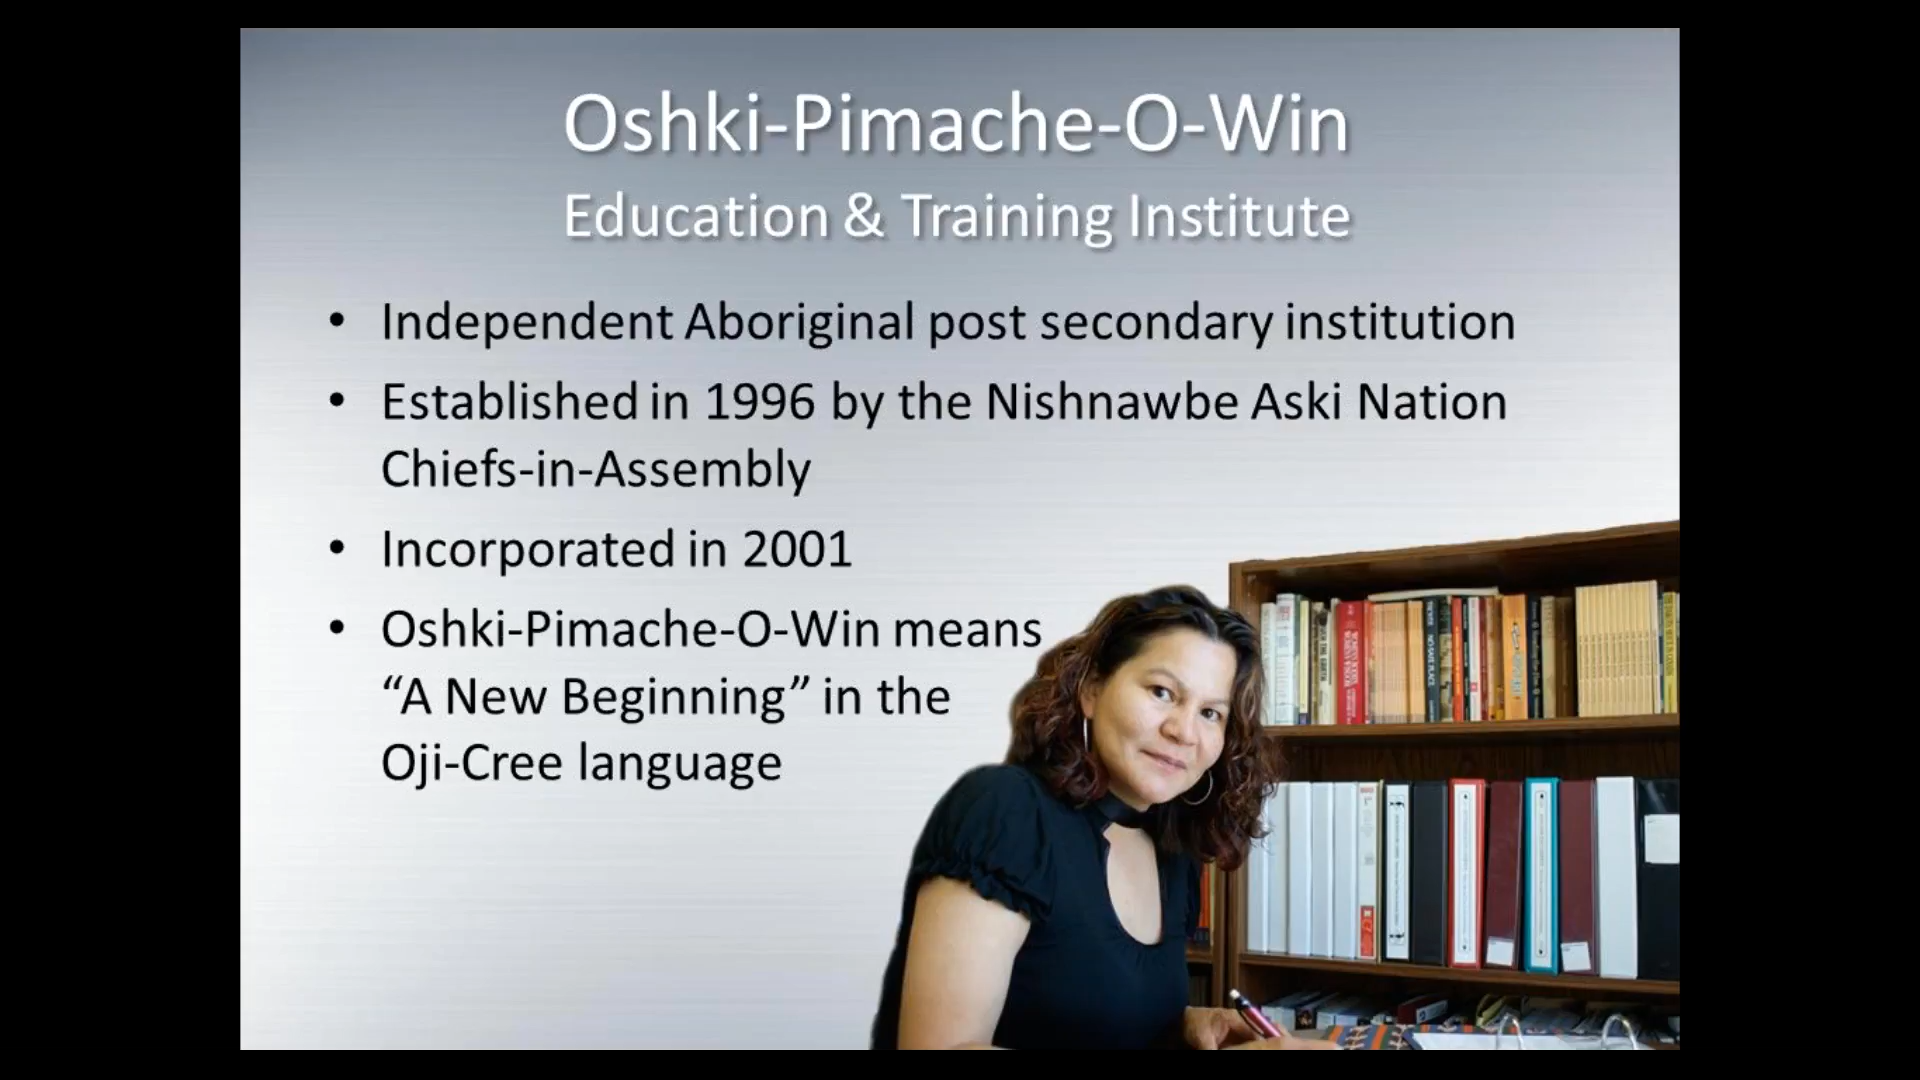 Oshki-Pimache-O-Win
Education & Training Institute
• Independent Aboriginal post secondary institution
• Established in 1996 by the Nishnawbe Aski Nation
Chiefs-in-Assembly
• Incorporated in 2001
• Oshki-Pimache-O-Win means
“A New Beginning” in the
Oji-Cree language